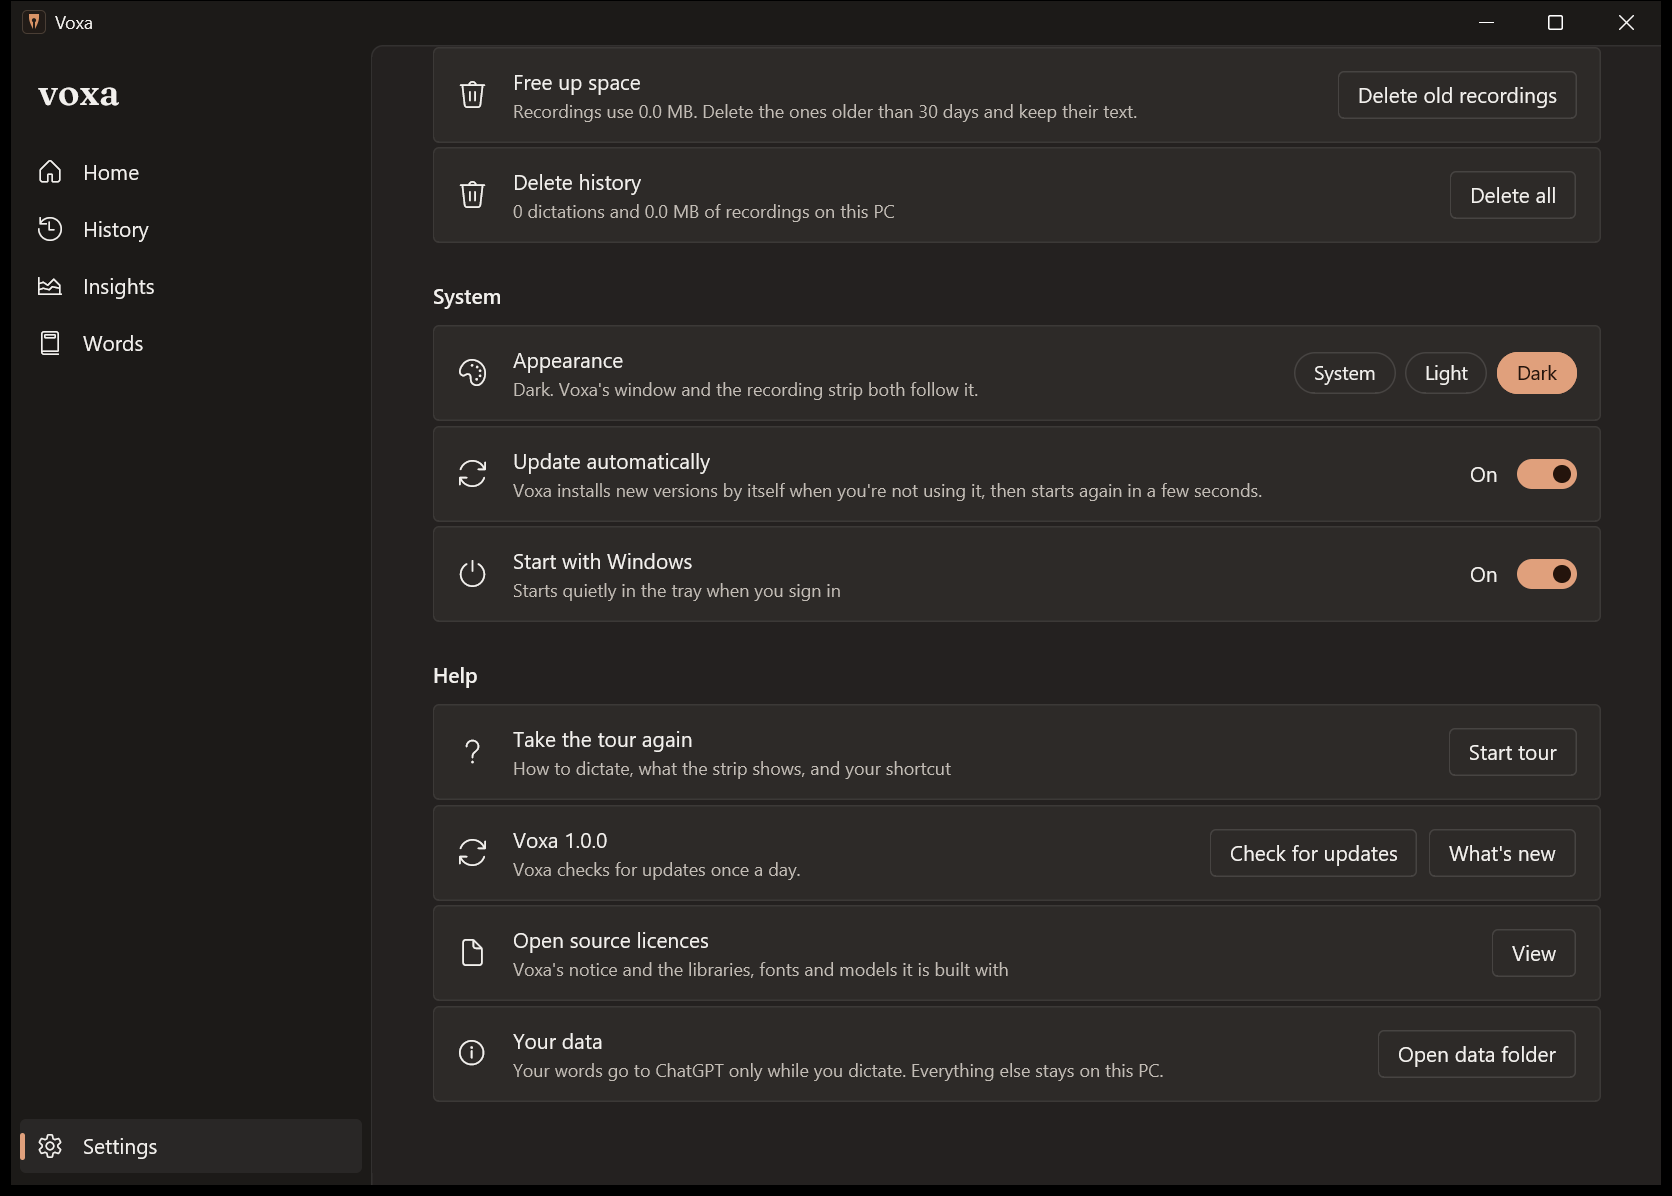 Voxa
voxa
Home
History
Insights
Words
Settings
Free up space
Recordings use 0.0 MB. Delete the ones older than 30 days and keep their text.
Delete old recordings
Delete history
0 dictations and 0.0 MB of recordings on this PC
Delete all
System
Appearance
Dark. Voxa's window and the recording strip both follow it.
System
Light
Dark
Update automatically
Voxa installs new versions by itself when you're not using it, then starts again in a few seconds.
On
Start with Windows
Starts quietly in the tray when you sign in
On
Help
Take the tour again
How to dictate, what the strip shows, and your shortcut
Start tour
Voxa 1.0.0
Voxa checks for updates once a day.
Check for updates
What's new
Open source licences
Voxa's notice and the libraries, fonts and models it is built with
View
Your data
Your words go to ChatGPT only while you dictate. Everything else stays on this PC.
Open data folder